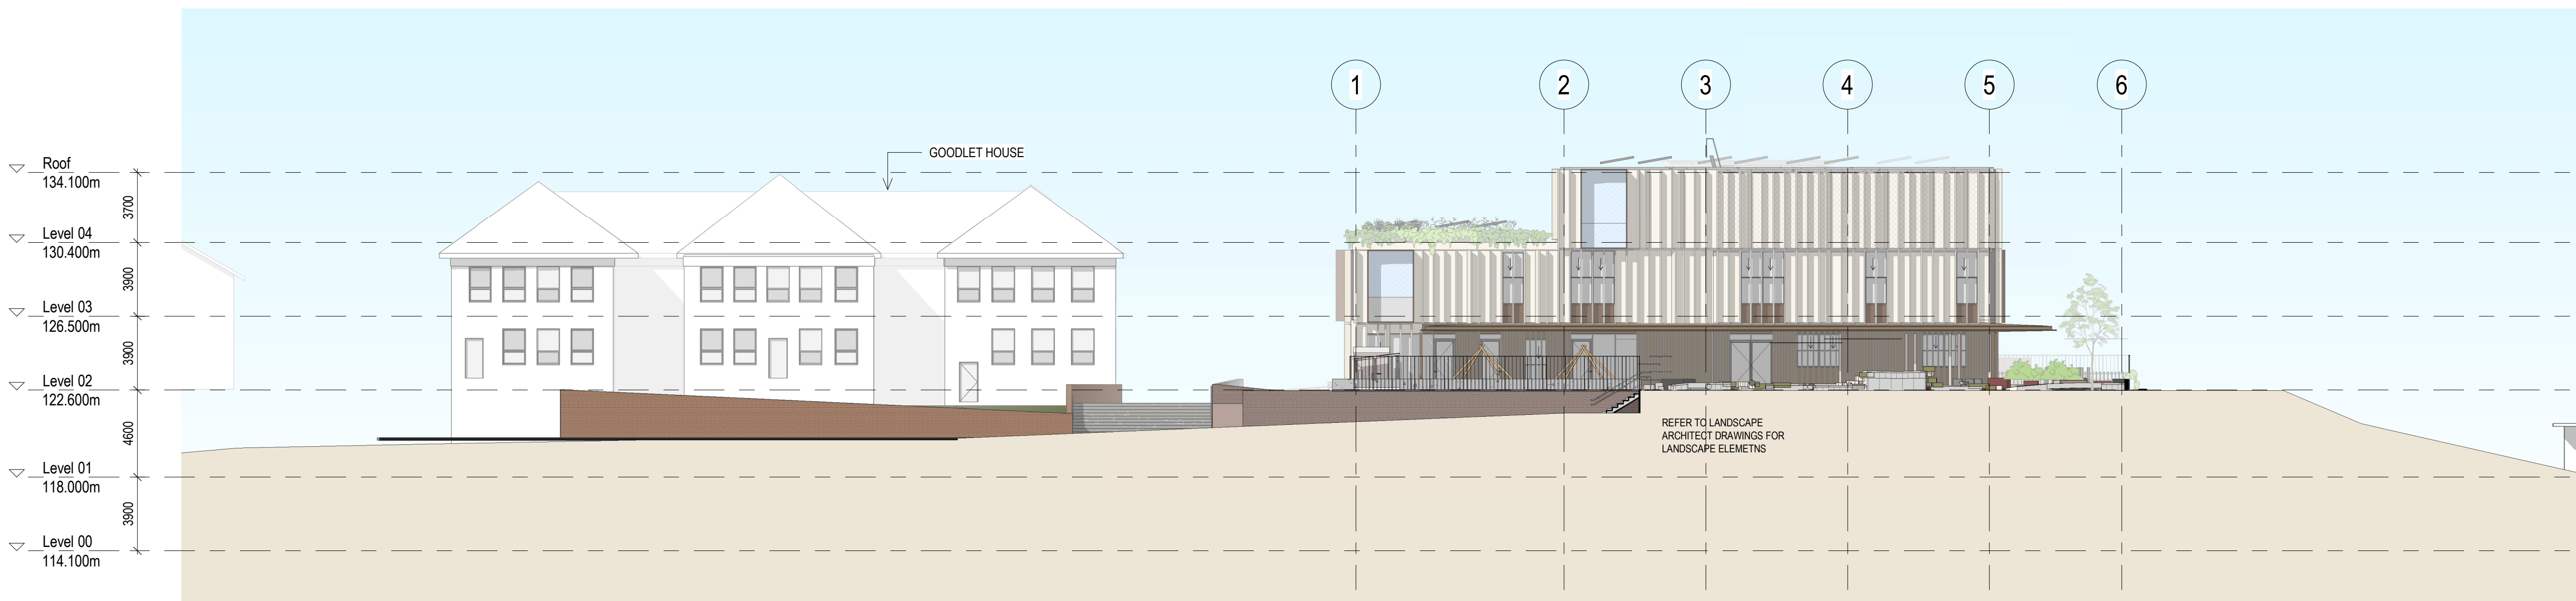 1
2
3
4
5
6
GOODLET HOUSE
Roof
134.100m
3700
Level 04
130.400m
3900
Level 03
126.500m
3900
Level 02
122.600m
4600
Level 01
118.000m
3900
Level 00
114.100m
REFER TO LANDSCAPE
ARCHITECT DRAWINGS FOR
LANDSCAPE ELEMETNS